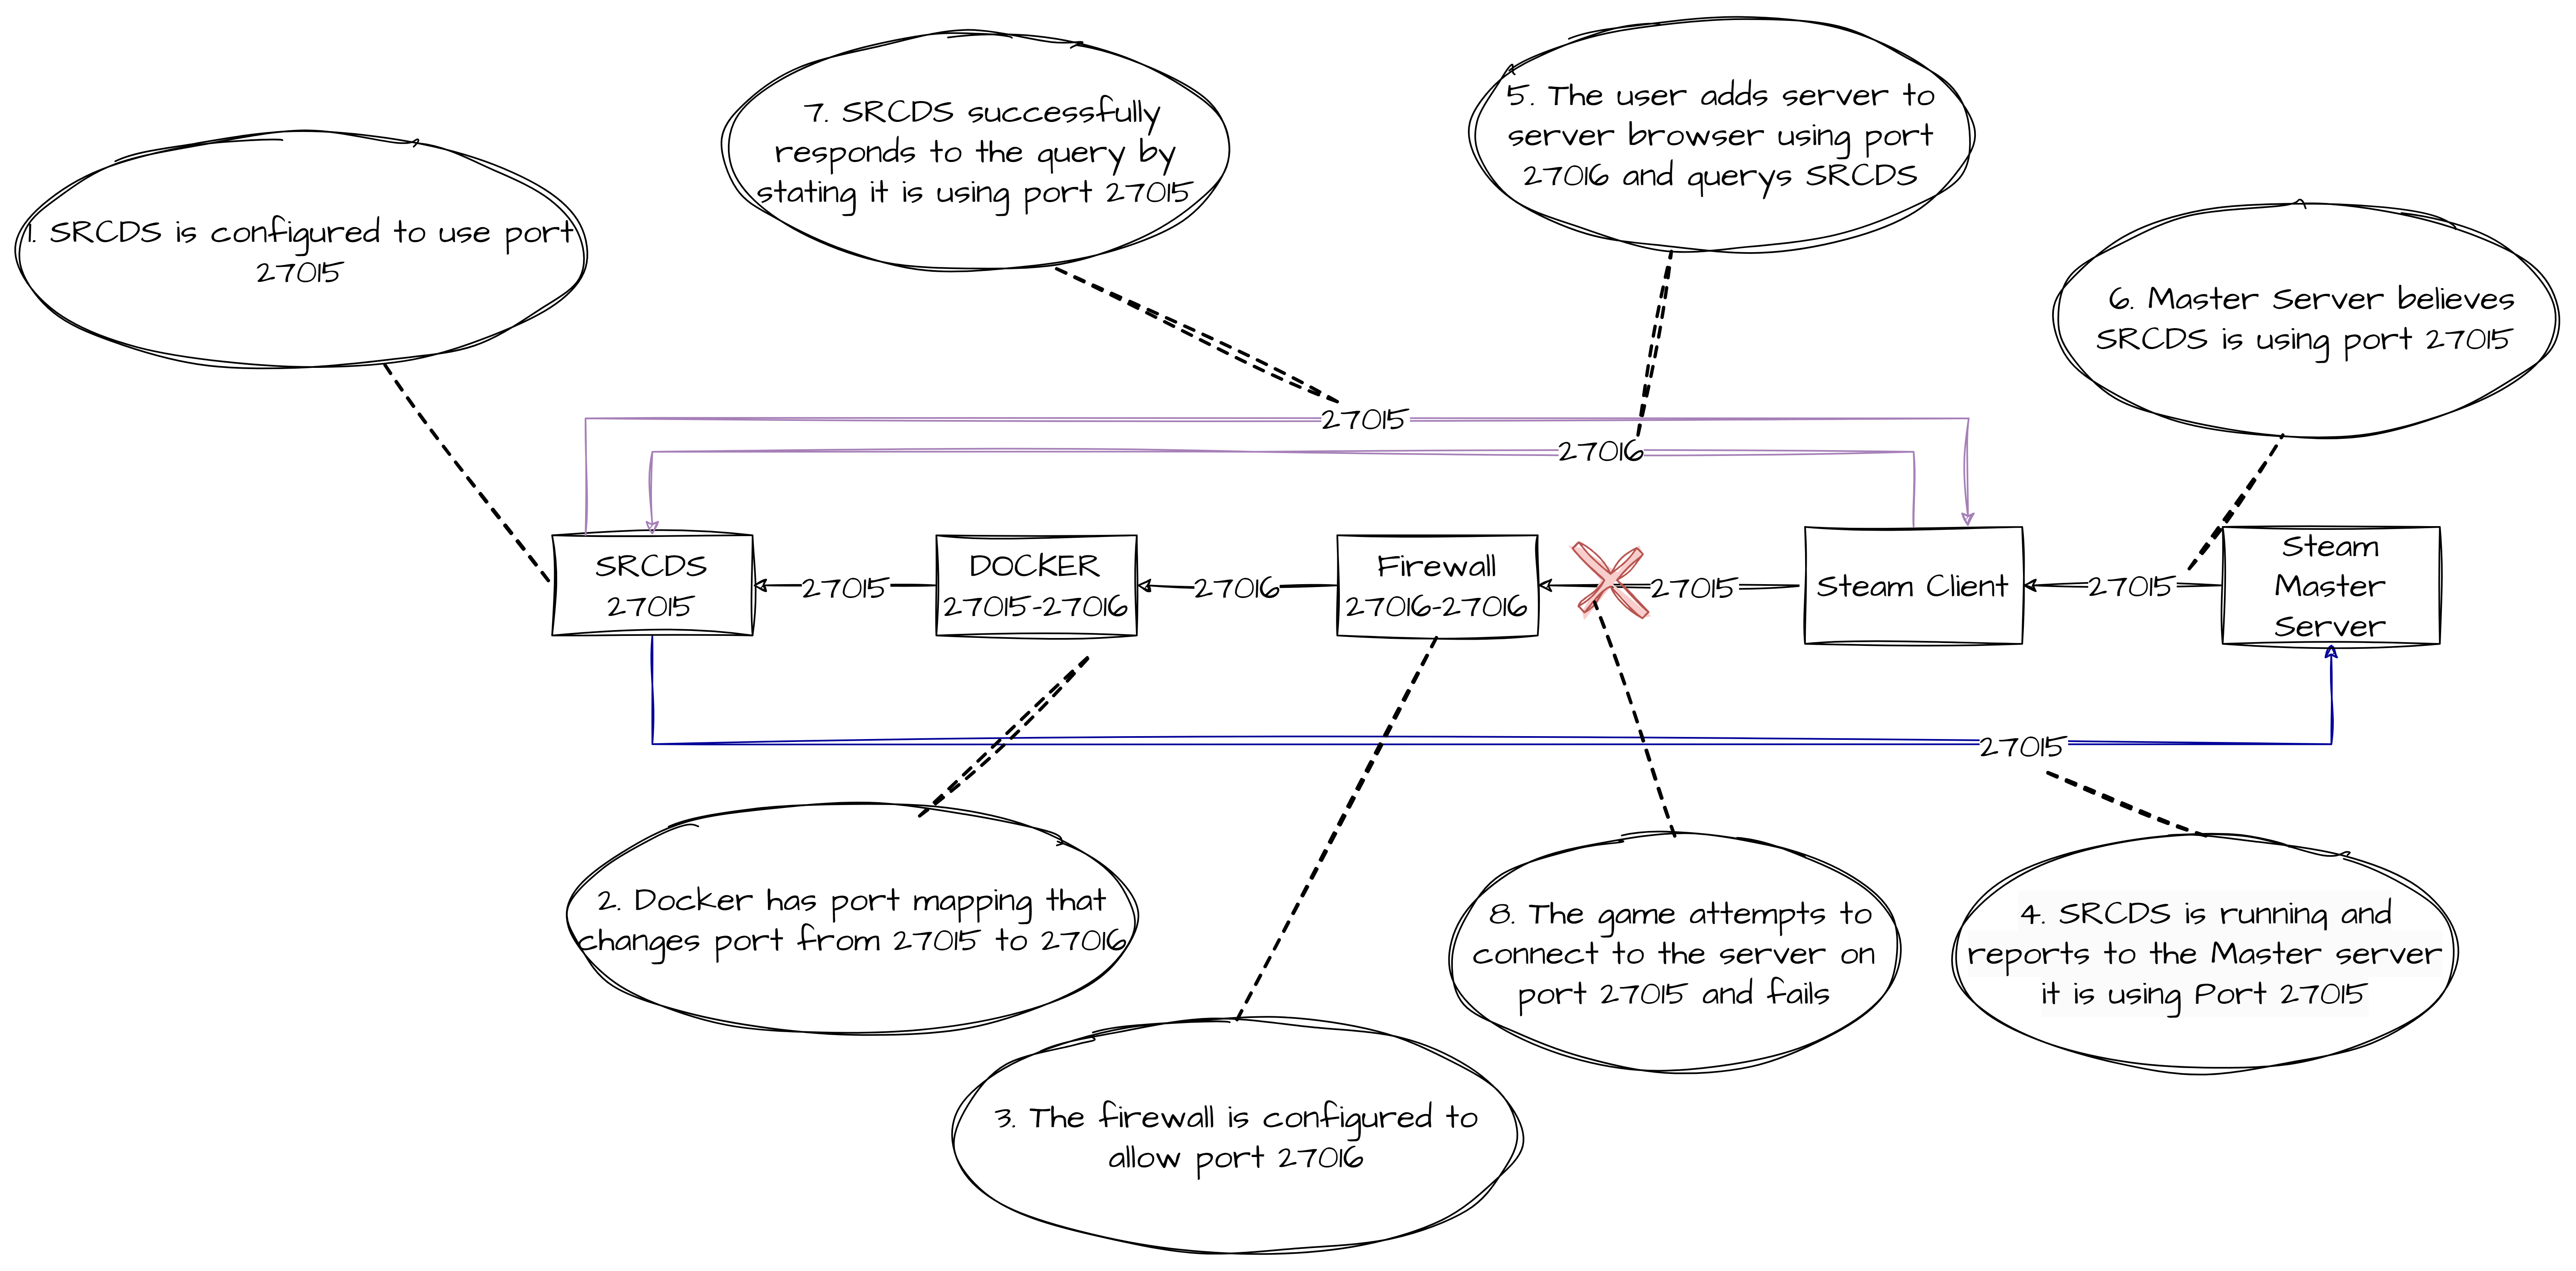 5. The user adds server to
server browser using port
27016 and querys SRCDS
7. SRCDS successfully
responds to the query by
stating it is using port 27015
1. SRCDS is configured to use port
27015
6. Master Server believes
SRCDS is using port 27015
27015
27016
SRCDS
27015
27015
DOCKER
27015-27016
27016
Firewall
27016-27016
27015
Steam Client
27015
Steam
Master
Server
27015
2. Docker has port mapping that
changes port from 27015 to 27016
8. The game attempts to
connect to the server on
port 27015 and fails
4. SRCDS is running and
reports to the Master server
it is using Port 27015
3. The firewall is configured to
allow port 27016